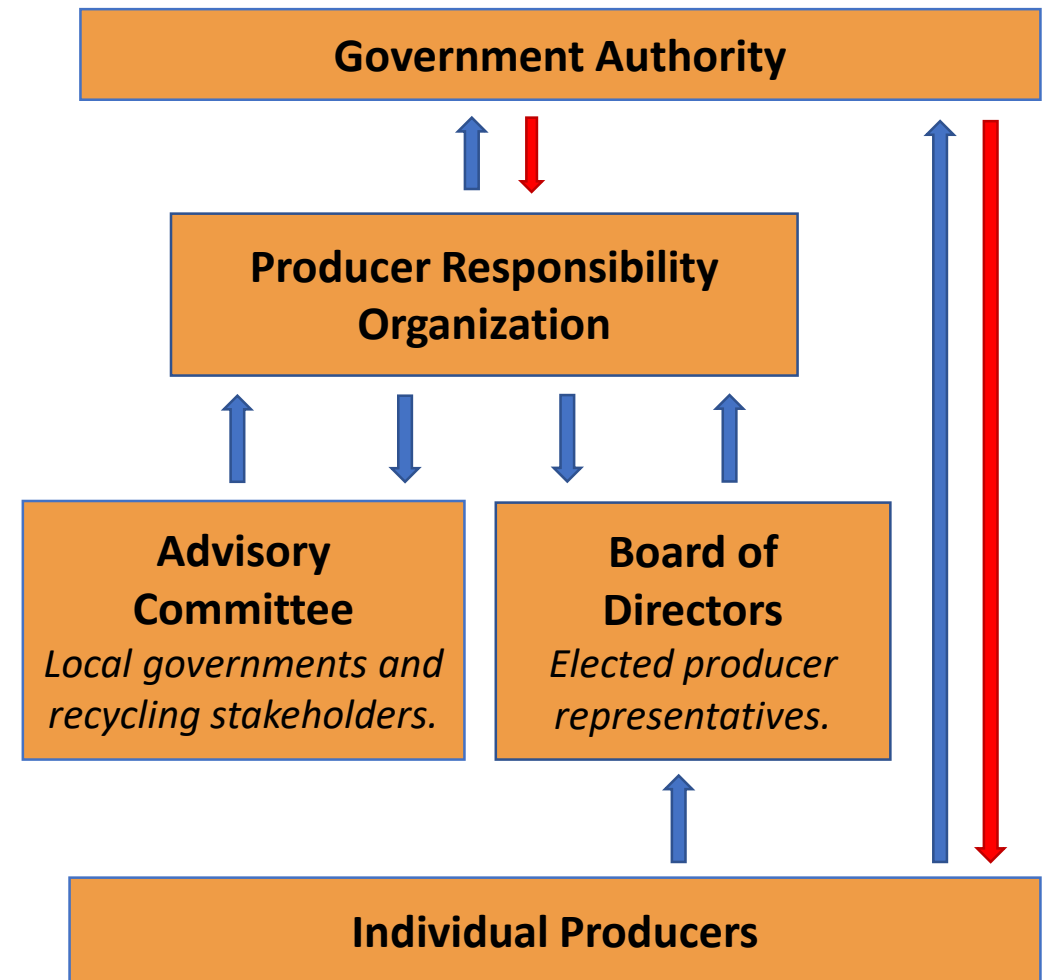 Government Authority
Producer Responsibility
Organization
Advisory
Committee
Local governments and
recycling stakeholders.
Board of
Directors
Elected producer
representatives.
Individual Producers